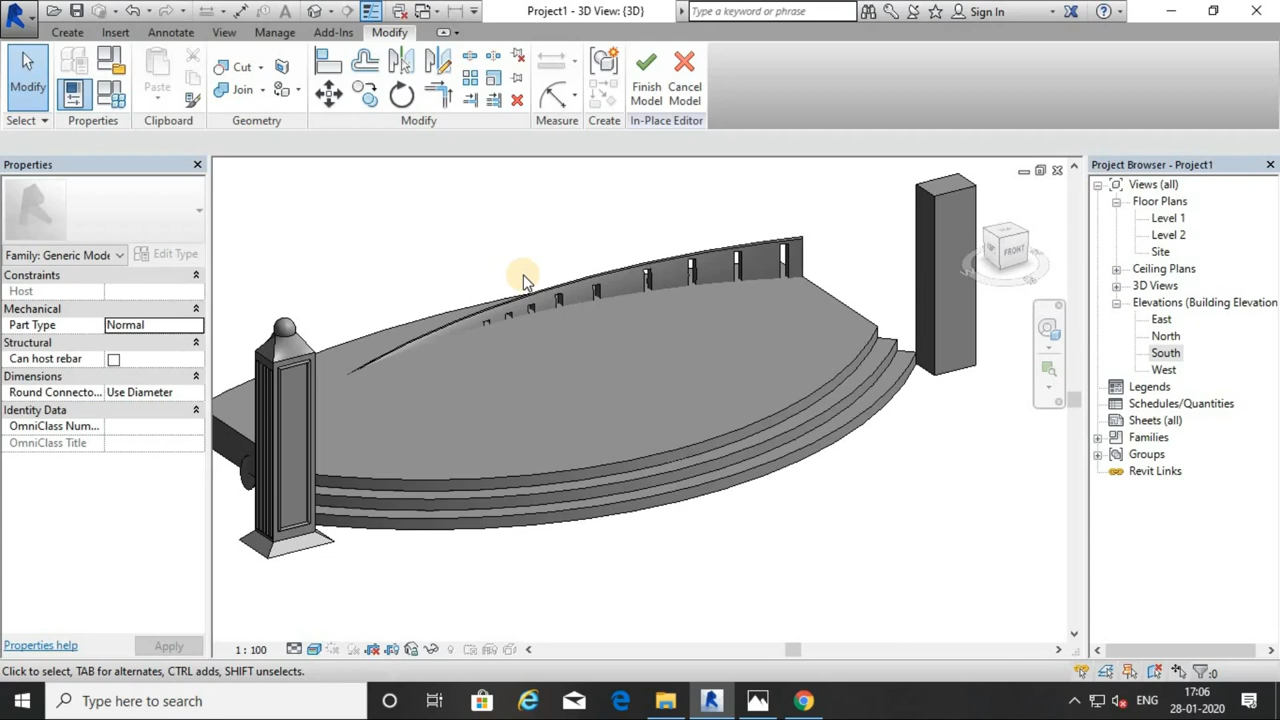 Project1 - 3D View: {3D}
Type a keyword or phrase
Sign In
Create Insert Annotate View Manage Add-Ins Modify
Modify
Paste
Cut
Join
Finish Model
Cancel Model
Select Properties Clipboard Geometry Modify Measure Create In-Place Editor
Properties
Family: Generic Mode
Edit Type
Constraints
Host
Mechanical
Part Type Normal
Structural
Can host rebar
Dimensions
Round Connecto... Use Diameter
Identity Data
OmniClass Num...
OmniClass Title
Properties help
Apply
FRONT
1 : 100
Project Browser - Project1
Views (all)
Floor Plans
Level 1
Level 2
Site
Ceiling Plans
3D Views
Elevations (Building Elevation
East
North
South
West
Legends
Schedules/Quantities
Sheets (all)
Families
Groups
Revit Links
Click to select, TAB for alternates, CTRL adds, SHIFT unselects.
:0
Type here to search
ENG
17:06
28-01-2020